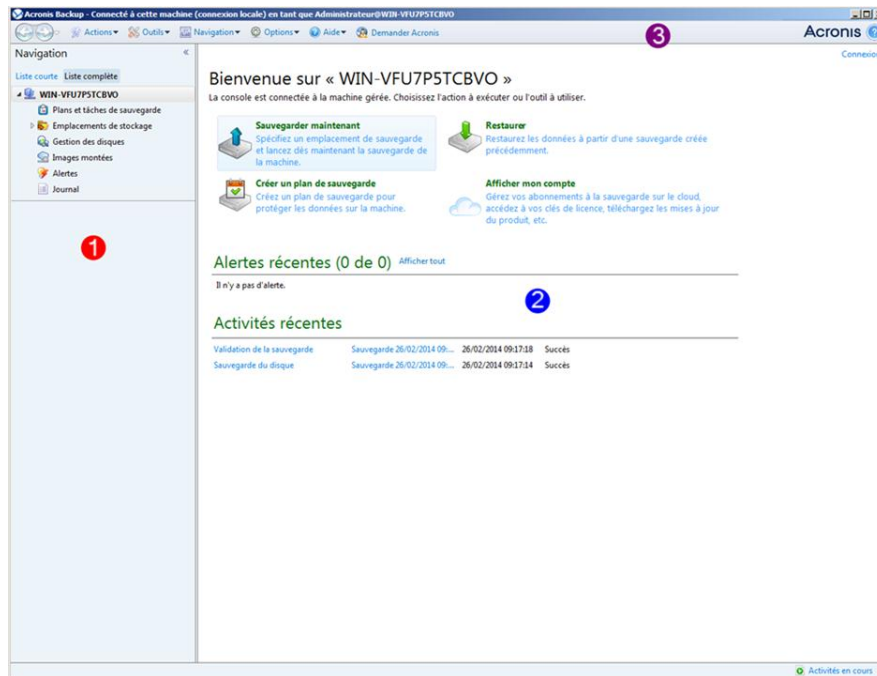 Acronis Backup - Connecté à cette machine (connexion locale) en tant que Administrateur@WIN-VFU7P5TCBVO
Actions Outils Navigation Options Aide Demander Acronis
3
Acronis
Navigation
Connexion
Liste courte Liste complète
WIN-VFU7P5TCBVO
Plans et tâches de sauvegarde
Emplacements de stockage
Gestion des disques
Images montées
Alertes
Journal
1
Bienvenue sur « WIN-VFU7P5TCBVO »
La console est connectée à la machine gérée. Choisissez l'action à exécuter ou l'outil à utiliser.
Sauvegarder maintenant
Spécifiez un emplacement de sauvegarde
et lancez dès maintenant la sauvegarde de
la machine.
Restaurer
Restaurez les données à partir d'une sauvegarde créée
précédemment.
Créer un plan de sauvegarde
Créez un plan de sauvegarde pour
protéger les données sur la machine.
Afficher mon compte
Gérez vos abonnements à la sauvegarde sur le cloud,
accédez à vos clés de licence, téléchargez les mises à jour
du produit, etc.
Alertes récentes (0 de 0) Afficher tout
Il n'y a pas d'alerte.
2
Activités récentes
Validation de la sauvegarde Sauvegarde 26/02/2014 09:... 26/02/2014 09:17:18 Succès
Sauvegarde du disque Sauvegarde 26/02/2014 09:... 26/02/2014 09:17:14 Succès
Activités en cours